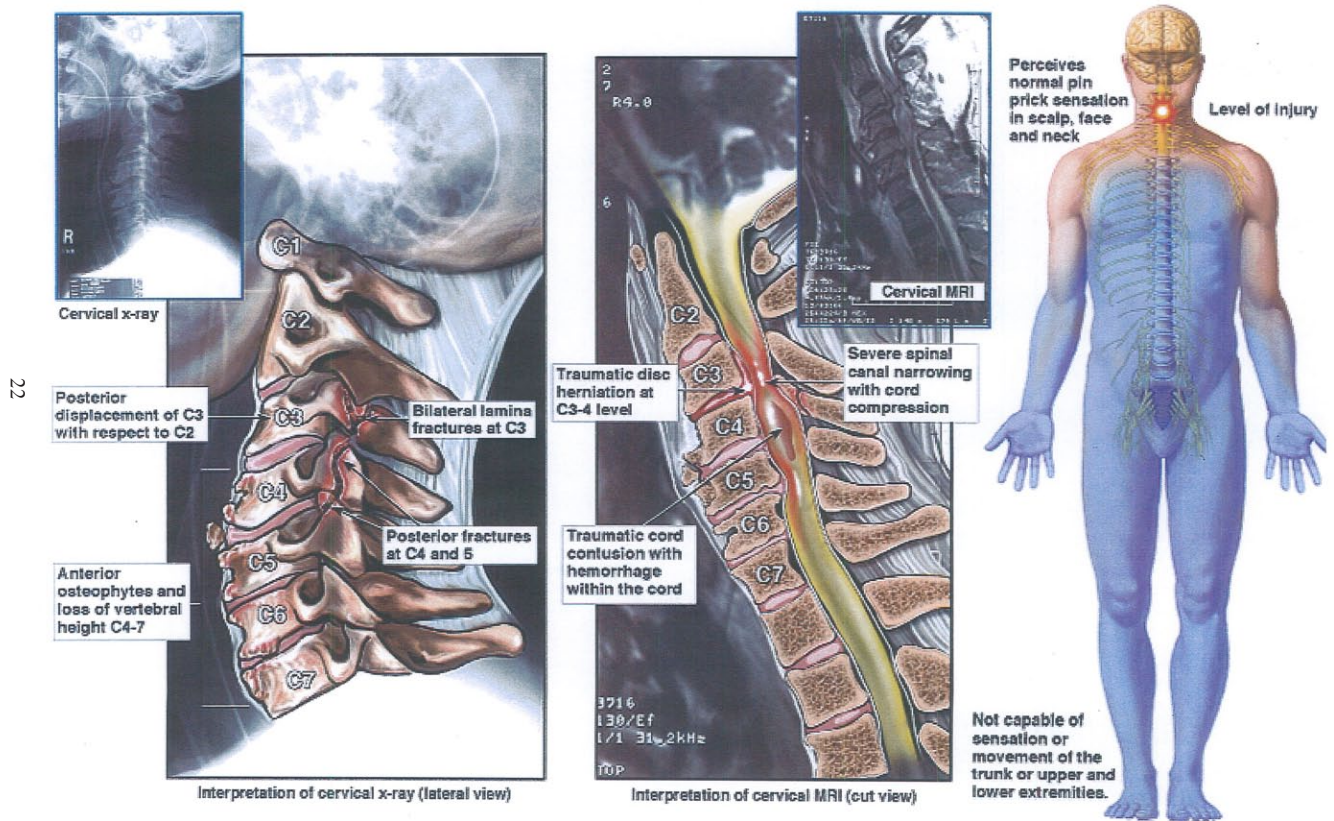 22
R
Cervical x-ray
C1
C2
C3
C4
C5
C6
C7
Posterior
displacement of C3
with respect to C2
Bilateral lamina
fractures at C3
Posterior fractures
at C4 and 5
Anterior
osteophytes and
loss of vertebral
height C4-7
Interpretation of cervical x-ray (lateral view)
2
7
R4.0
6
Cervical MRI
C2
C3
C4
C5
C6
C7
Traumatic disc
herniation at
C3-4 level
Severe spinal
canal narrowing
with cord
compression
Traumatic cord
contusion with
hemorrhage
within the cord
3716
130/Ef
1/1 31.2kHz
TOP
Interpretation of cervical MRI (cut view)
Perceives
normal pin
prick sensation
in scalp, face
and neck
Level of injury
Not capable of
sensation or
movement of the
trunk or upper and
lower extremities.